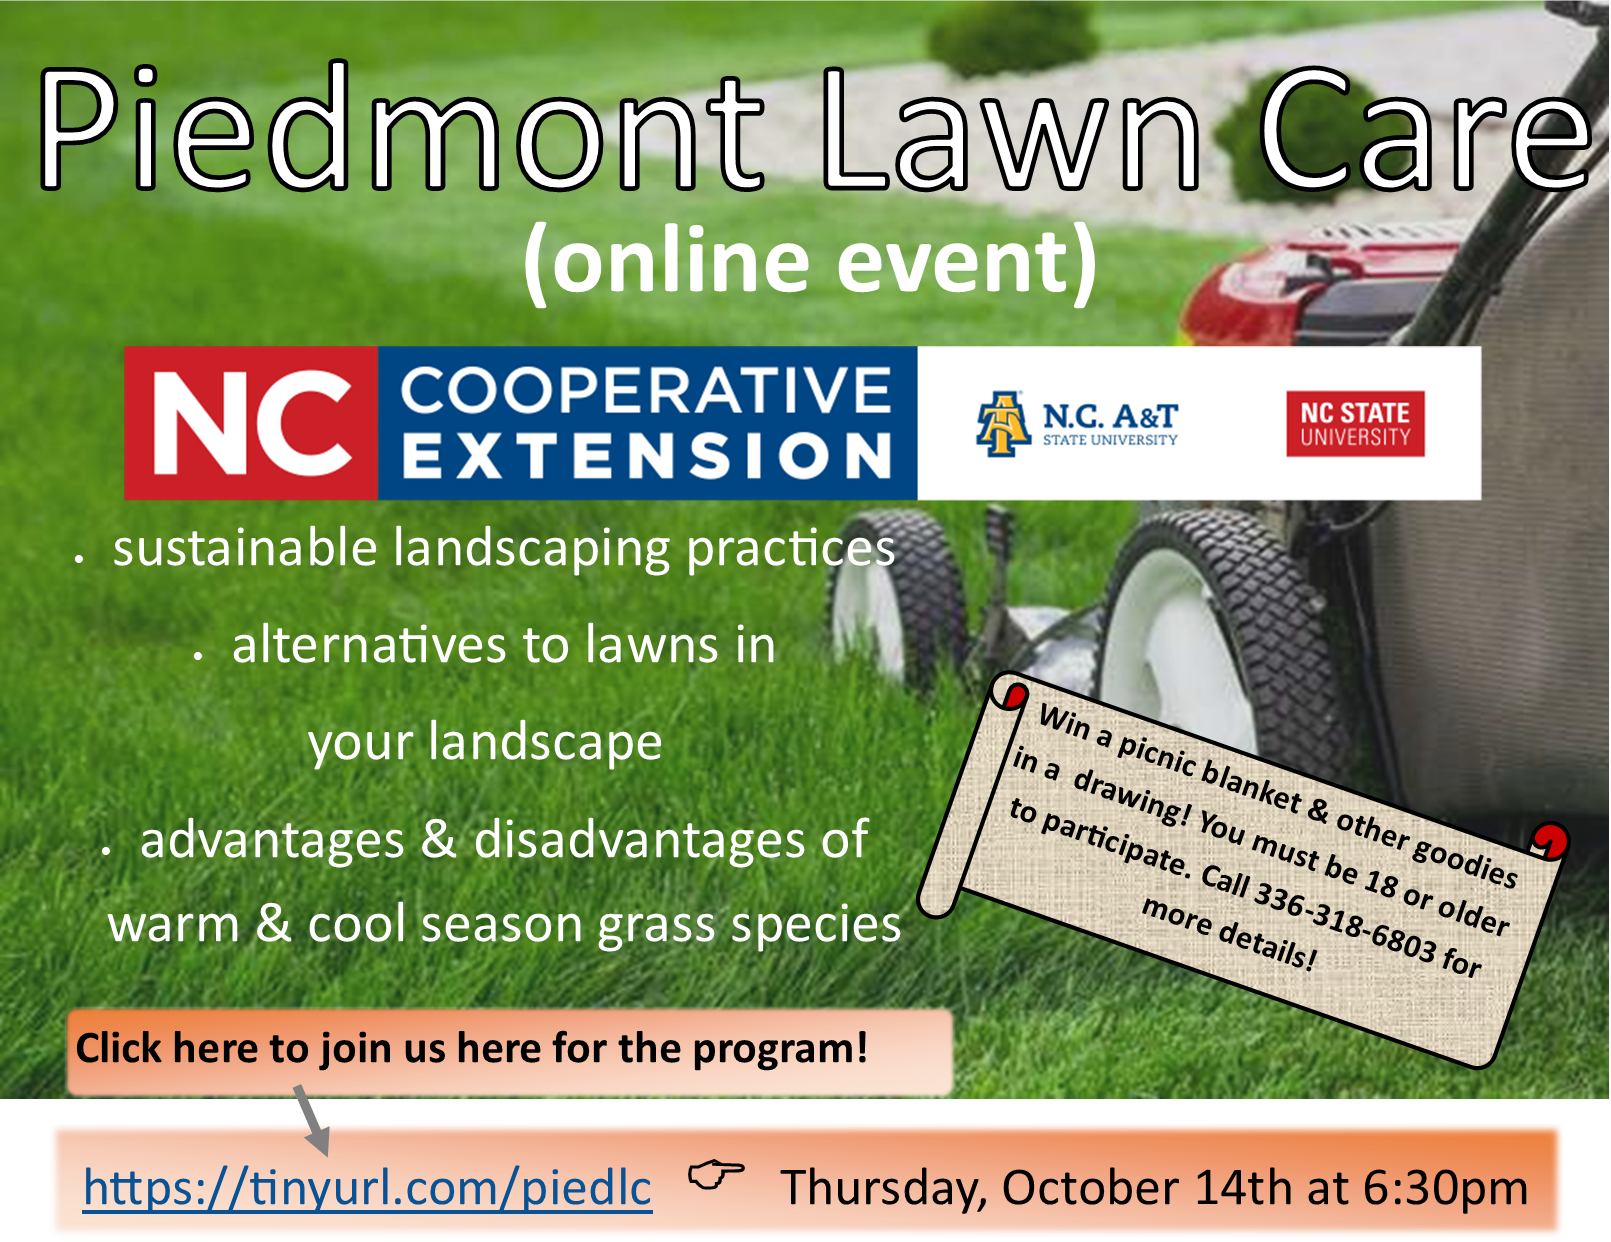 Piedmont Lawn Care
(online event)
NC COOPERATIVE EXTENSION
N.C. A&T
STATE UNIVERSITY
NC STATE
UNIVERSITY
• sustainable landscaping practices
• alternatives to lawns in
your landscape
• advantages & disadvantages of
warm & cool season grass species
Win a picnic blanket & other goodies
in a drawing! You must be 18 or older
to participate. Call 336-318-6803 for
more details!
Click here to join us here for the program!
https://tinyurl.com/piedlc ☞ Thursday, October 14th at 6:30pm